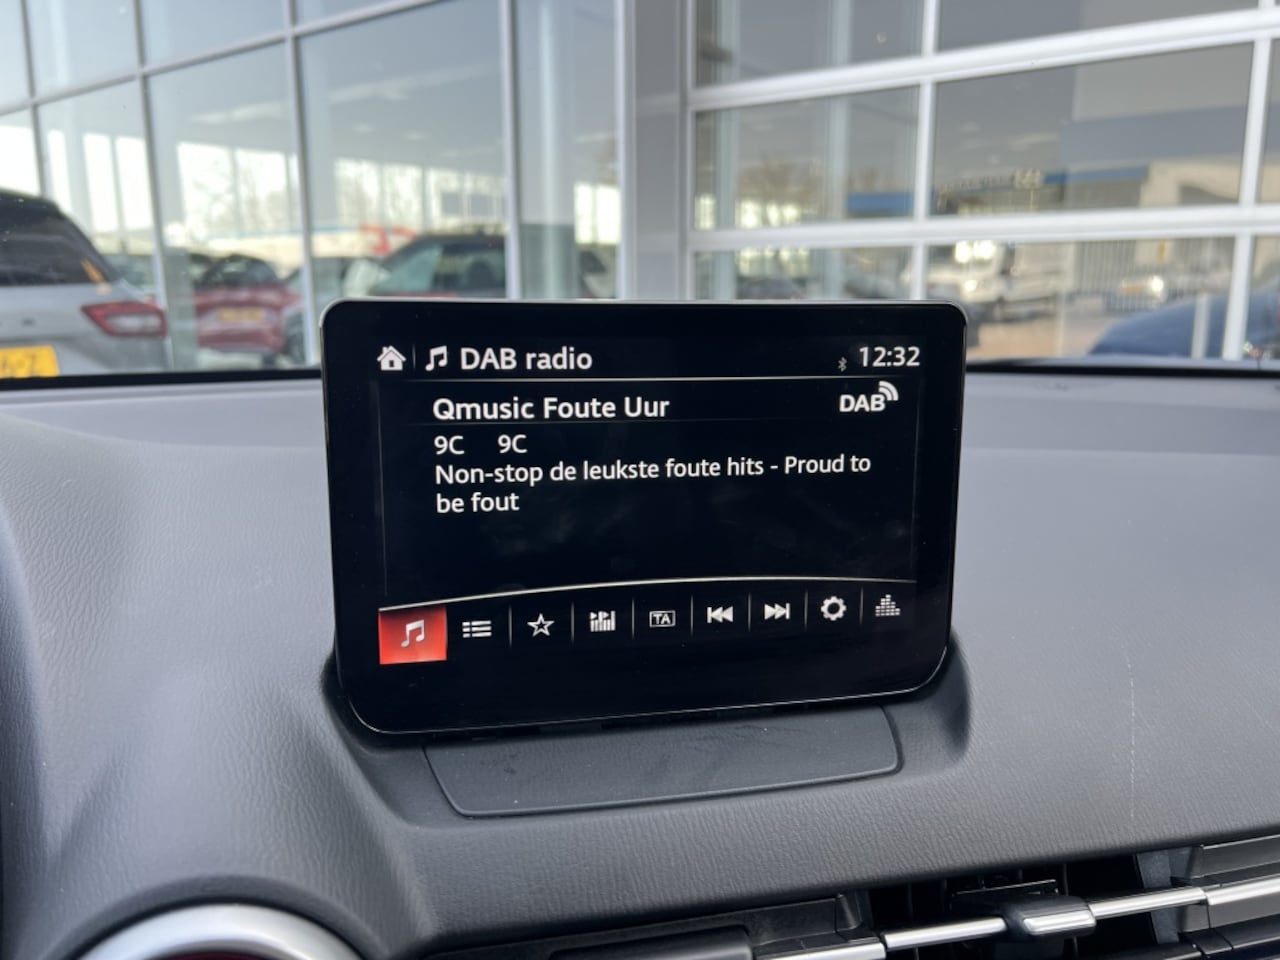 DAB radio 12:32
Qmusic Foute Uur DAB
9C 9C
Non-stop de leukste foute hits - Proud to
be fout
TA